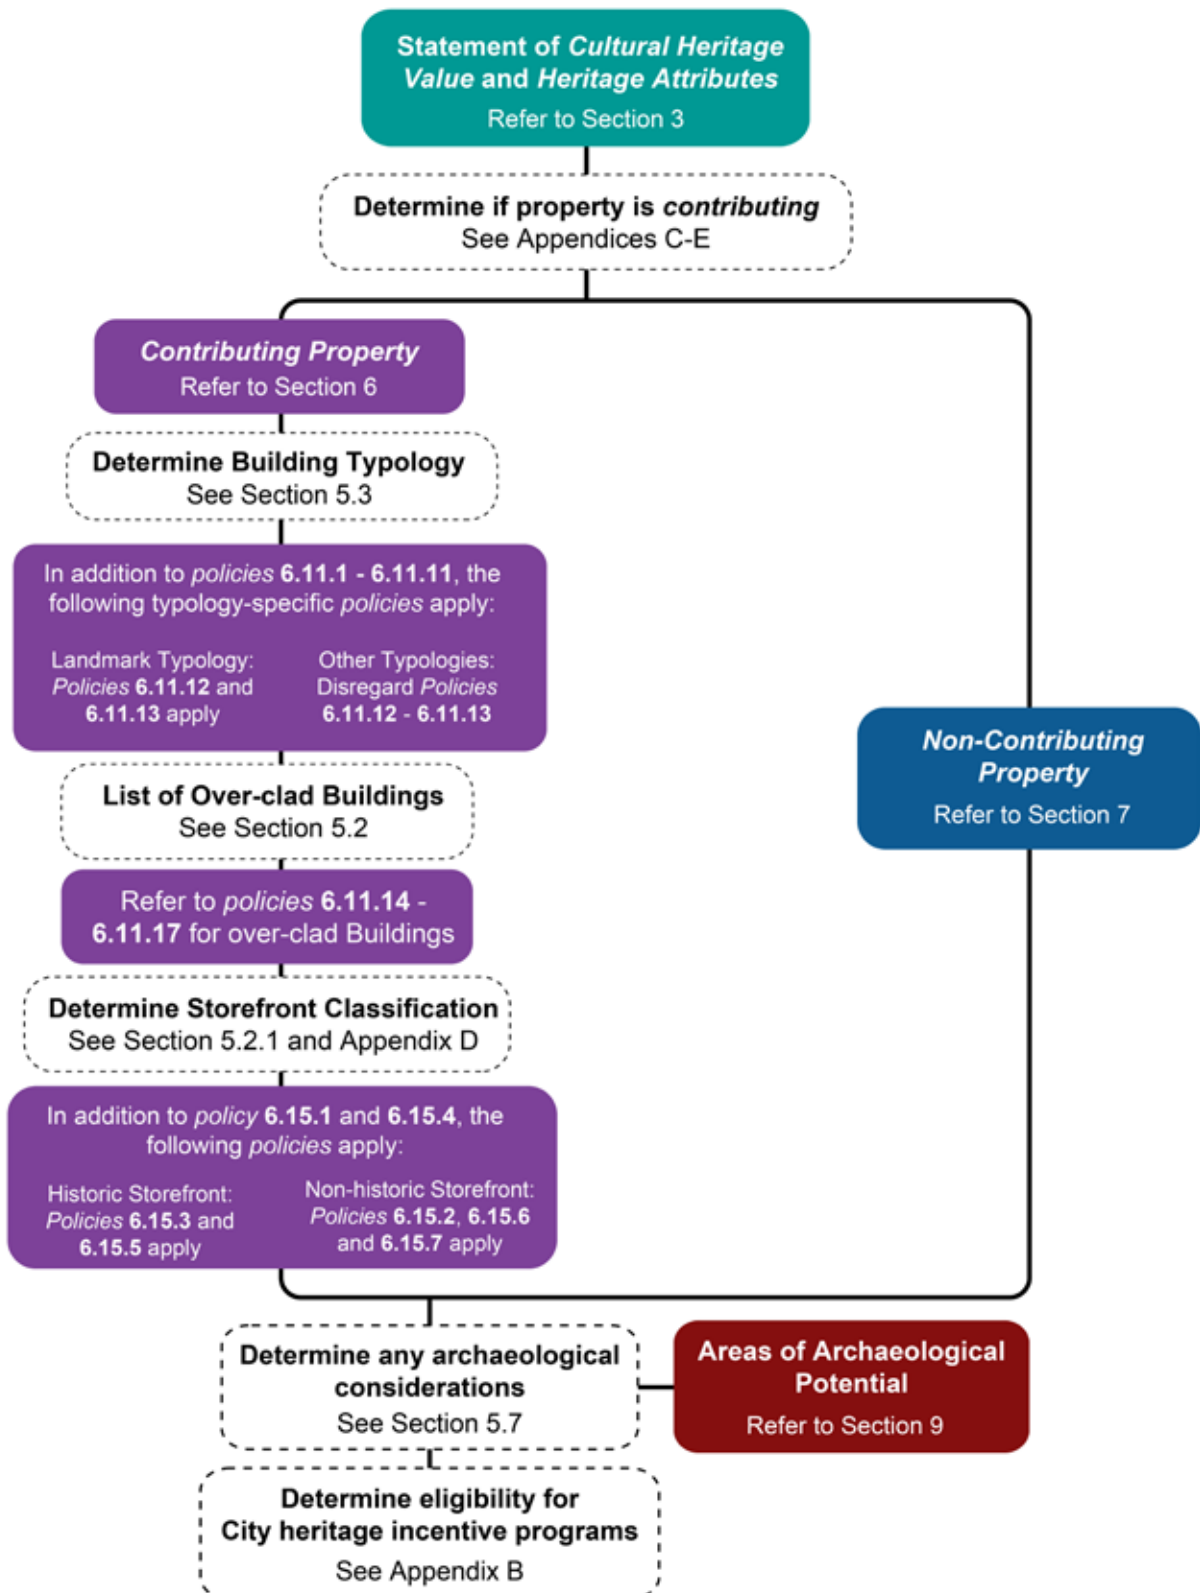 Statement of Cultural Heritage
Value and Heritage Attributes
Refer to Section 3
Determine if property is contributing
See Appendices C-E
Contributing Property
Refer to Section 6
Determine Building Typology
See Section 5.3
In addition to policies 6.11.1 - 6.11.11, the
following typology-specific policies apply:
Landmark Typology:
Policies 6.11.12 and
6.11.13 apply
Other Typologies:
Disregard Policies
6.11.12 - 6.11.13
Non-Contributing
Property
Refer to Section 7
List of Over-clad Buildings
See Section 5.2
Refer to policies 6.11.14 -
6.11.17 for over-clad Buildings
Determine Storefront Classification
See Section 5.2.1 and Appendix D
In addition to policy 6.15.1 and 6.15.4, the
following policies apply:
Historic Storefront:
Policies 6.15.3 and
6.15.5 apply
Non-historic Storefront:
Policies 6.15.2, 6.15.6
and 6.15.7 apply
Determine any archaeological
considerations
See Section 5.7
Areas of Archaeological
Potential
Refer to Section 9
Determine eligibility for
City heritage incentive programs
See Appendix B